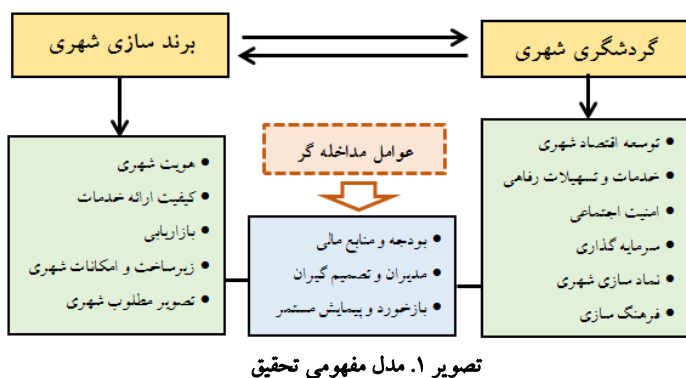 گردشگری شهری
برند سازی شهری
• توسعه اقتصاد شهری
• خدمات و تسهیلات رفاهی
• امنیت اجتماعی
• سرمایه گذاری
• نماد سازی شهری
• فرهنگ سازی
عوامل مداخله گر
• بودجه و منابع مالی
• مدیران و تصمیم گیران
• بازخورد و پیمایش مستمر
• هویت شهری
• کیفیت ارائه خدمات
• بازاریابی
• زیرساخت و امکانات شهری
• تصویر مطلوب شهری
تصویر ۱. مدل مفهومی تحقیق